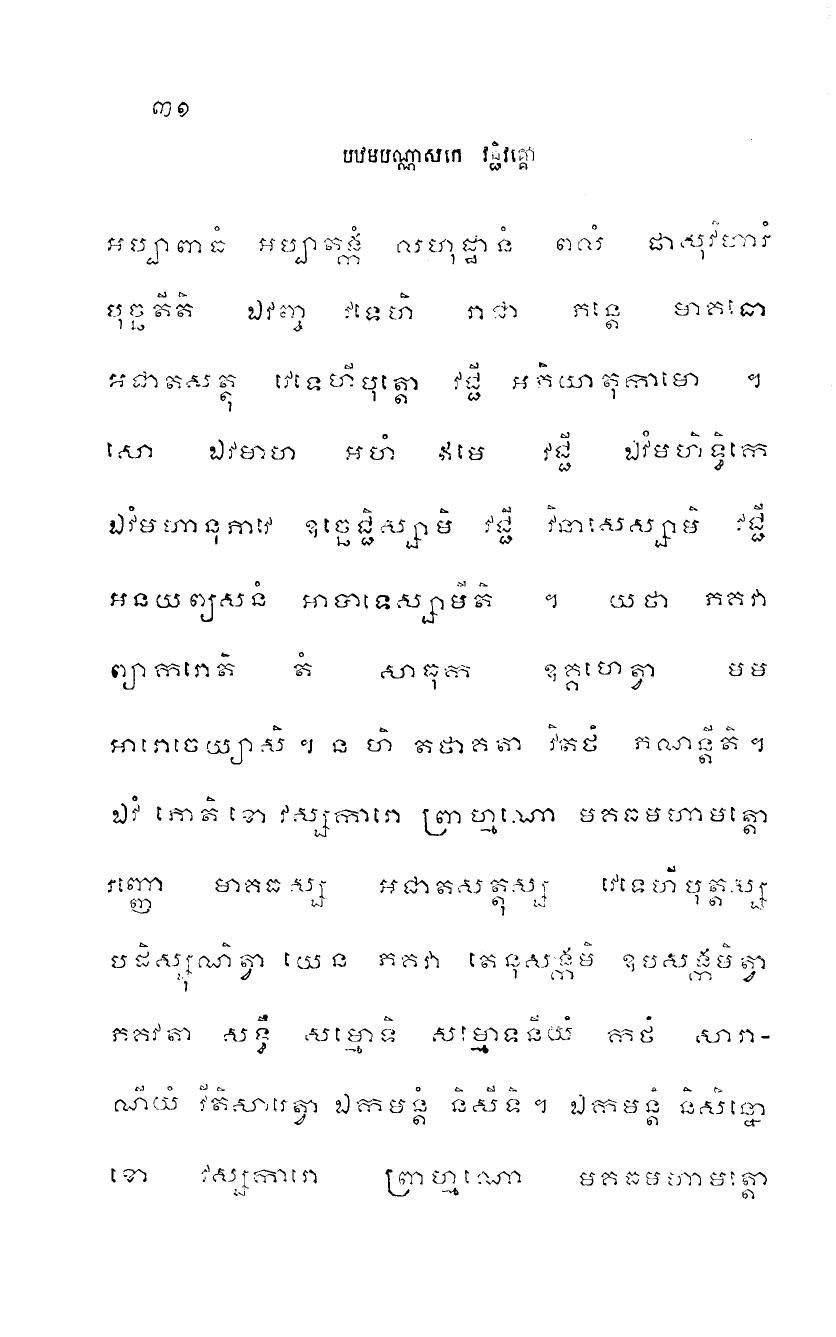 ៣១
បឋមបណ្ណាសកេ វជ្ជិវគ្គោ
អប្បាពាធំ អប្បាតង្កំ លហុដ្ឋានំ ពលំ ផាសុវិហារំ
បុច្ឆតីតិ ឯវញ្ច វទេហិ រាជា ភន្តេ មាគធោ
អជាតសត្តុ វេទេហីបុត្តោ វជ្ជី អភិយាតុកាមោ ។
សោ ឯវមាហ អហំ ឥមេ វជ្ជី ឯវំមហិទ្ធិកេ
ឯវំមហានុភាវេ ឧច្ឆេជ្ជិស្សាមិ វជ្ជី វិនាសេស្សាមិ វជ្ជី
អនយព្យសនំ អាបាទេស្សាមីតិ ។ យថា ភគវា
ព្យាករោតិ តំ សាធុក ឧគ្គហេត្វា មម
អារោចេយ្យាសិ ។ ន ហិ តថាគតា វិតថំ ភណាន្តីតិ ។
ឯវំ ភោតិ ខោ វស្សការោ ព្រាហ្មណោ មគធមហាមត្តោ
រញ្ញោ មាគធស្ស អជាតសត្តុស្ស វេទេហីបុត្តស្ស
បដិស្សុណិត្វា យេន ភគវា តេនុសង្កមិ ឧបសង្កមិត្វា
ភគវតា សទ្ធឹ សម្មោទិ សម្មោទនីយំ កថំ សារា-
ណីយំ វីតិសារេត្វា ឯកមន្តំ និសីទិ ។ ឯកមន្តំ និសិន្នោ
ខោ វស្សការោ ព្រាហ្មណោ មគធមហាមត្តោ